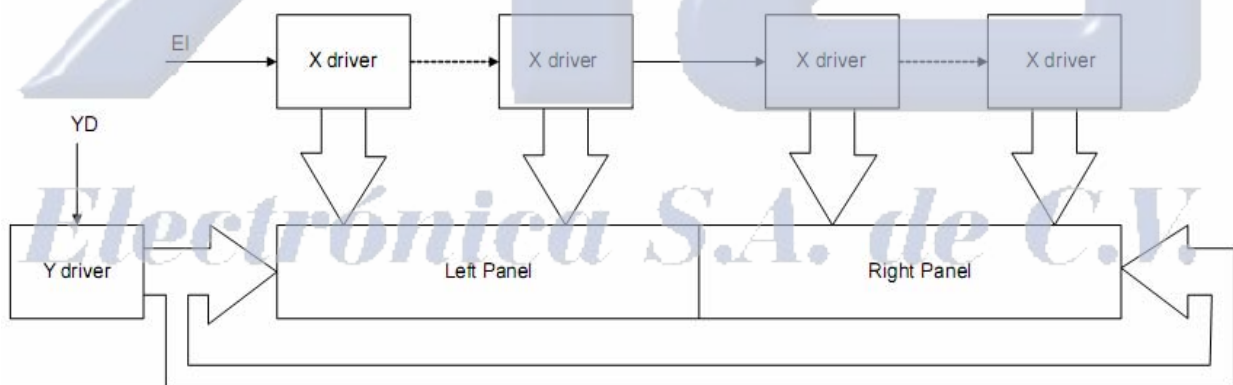 EI
X driver
X driver
X driver
X driver
YD
Electrónica S.A. de C.V.
Y driver
Left Panel
Right Panel